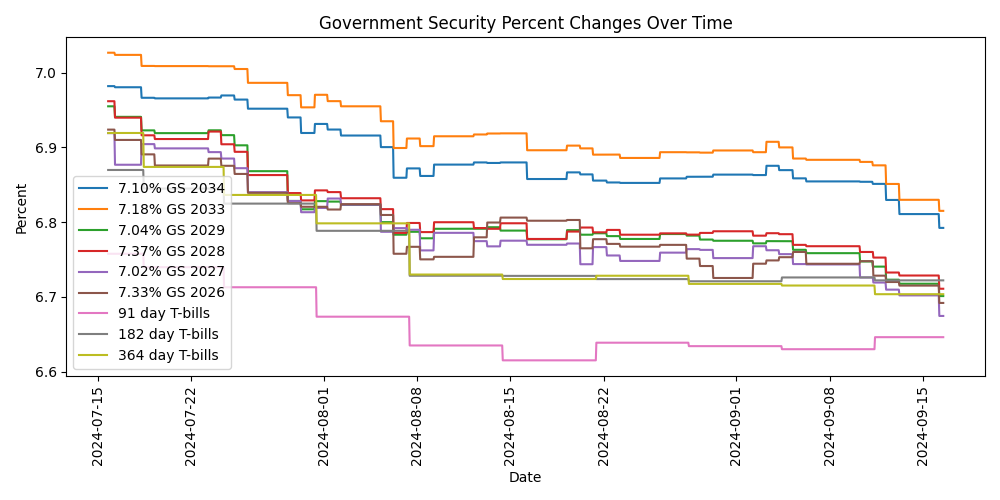 Government Security Percent Changes Over Time
Percent
7.0
6.9
6.8
6.7
6.6
7.10% GS 2034
7.18% GS 2033
7.04% GS 2029
7.37% GS 2028
7.02% GS 2027
7.33% GS 2026
91 day T-bills
182 day T-bills
364 day T-bills
2024-07-15
2024-07-22
2024-08-01
2024-08-08
2024-08-15
2024-08-22
2024-09-01
2024-09-08
2024-09-15
Date